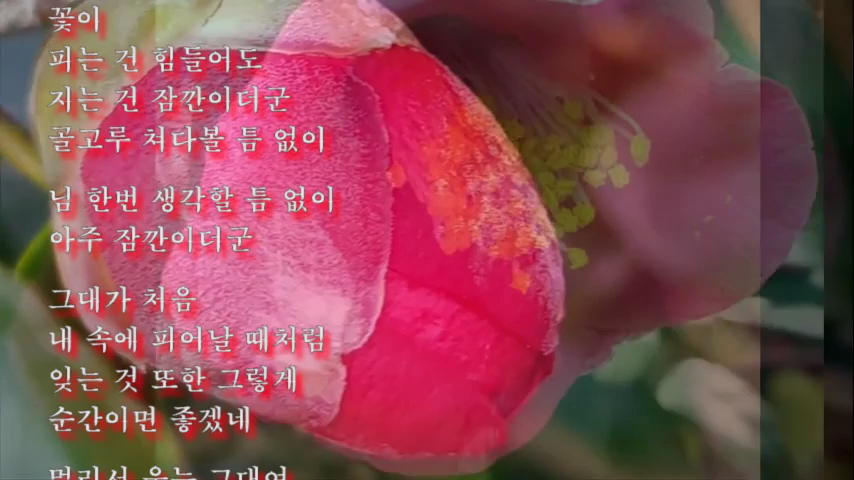 꽃이
피는 건 힘들어도
지는 건 잠깐이더군
골고루 쳐다볼 틈 없이
님 한번 생각할 틈 없이
아주 잠깐이더군
그대가 처음
내 속에 피어날 때처럼
잊는 것 또한 그렇게
순간이면 좋겠네